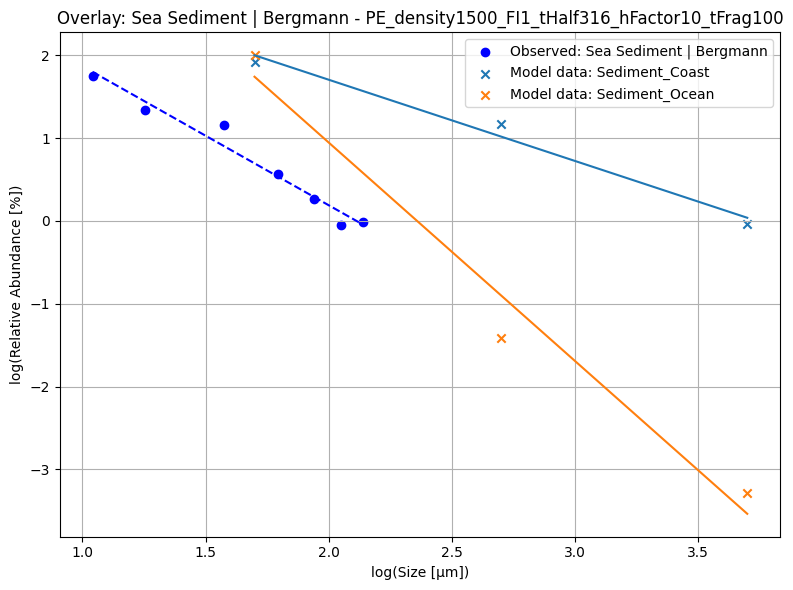 Overlay: Sea Sediment | Bergmann - PE_density1500_FI1_tHalf316_hFactor10_tFrag100
Observed: Sea Sediment | Bergmann
Model data: Sediment_Coast
Model data: Sediment_Ocean
log(Relative Abundance [%])
2
1
0
−1
−2
−3
1.0 1.5 2.0 2.5 3.0 3.5
log(Size [µm])